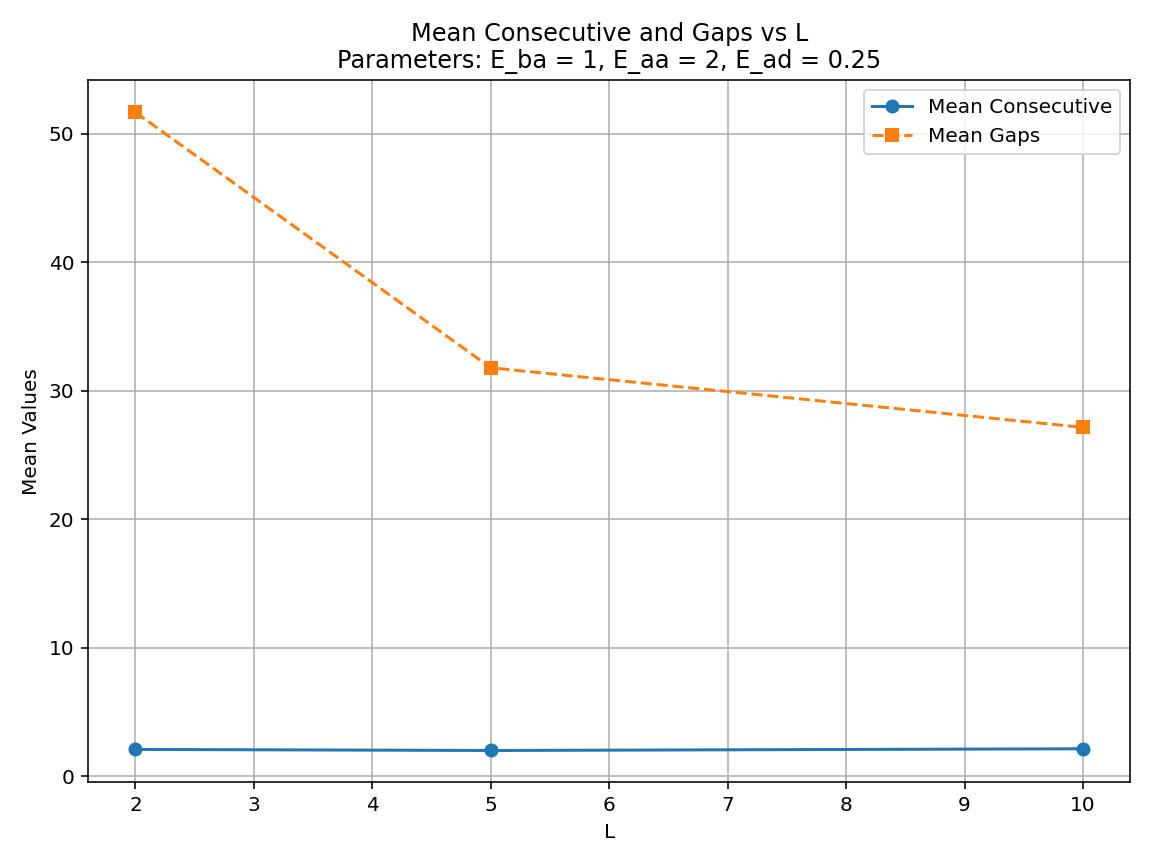 Mean Consecutive and Gaps vs L
Parameters: E_ba = 1, E_aa = 2, E_ad = 0.25
Mean Consecutive
Mean Gaps
Mean Values
50
40
30
20
10
0
2 3 4 5 6 7 8 9 10
L